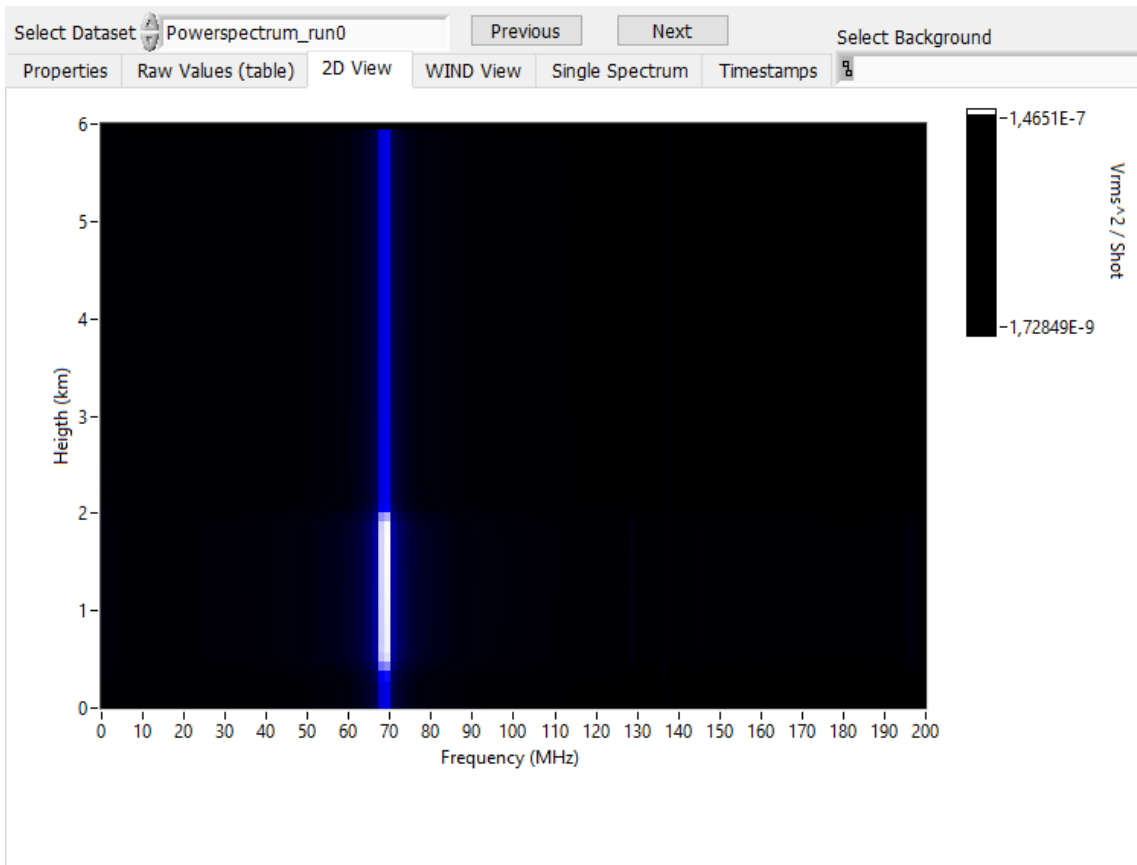 Select Dataset Powerspectrum_run0 Previous Next Select Background
Properties Raw Values (table) 2D View WIND View Single Spectrum Timestamps
6
5
4
3
2
1
0
Heigth (km)
0 10 20 30 40 50 60 70 80 90 100 110 120 130 140 150 160 170 180 190 200
Frequency (MHz)
1,4651E-7
1,72849E-9
Vrms^2 / Shot